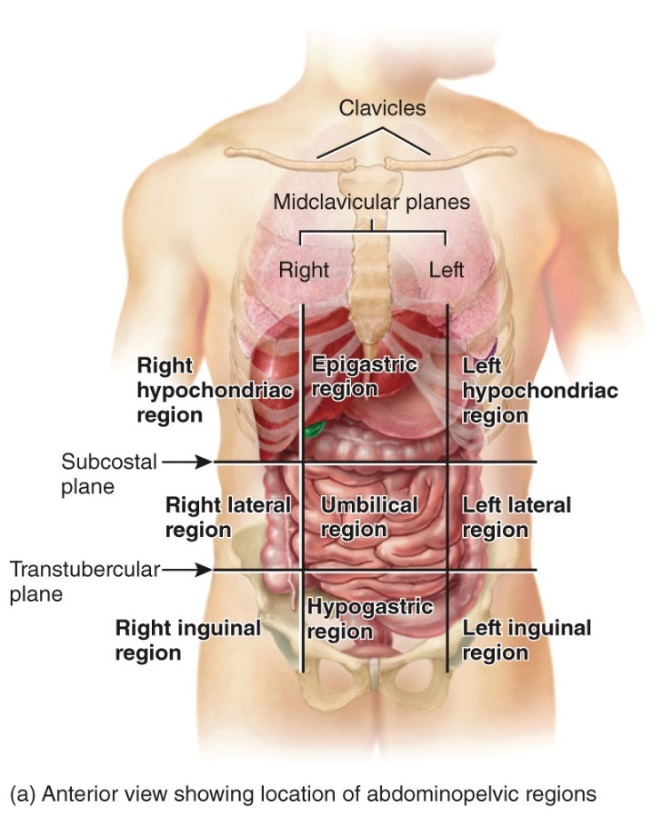 Clavicles
Midclavicular planes
Right
Left
Right
hypochondriac
region
Epigastric
region
Left
hypochondriac
region
Subcostal
plane
Right lateral
region
Umbilical
region
Left lateral
region
Transtubercular
plane
Right inguinal
region
Hypogastric
region
Left inguinal
region
(a) Anterior view showing location of abdominopelvic regions